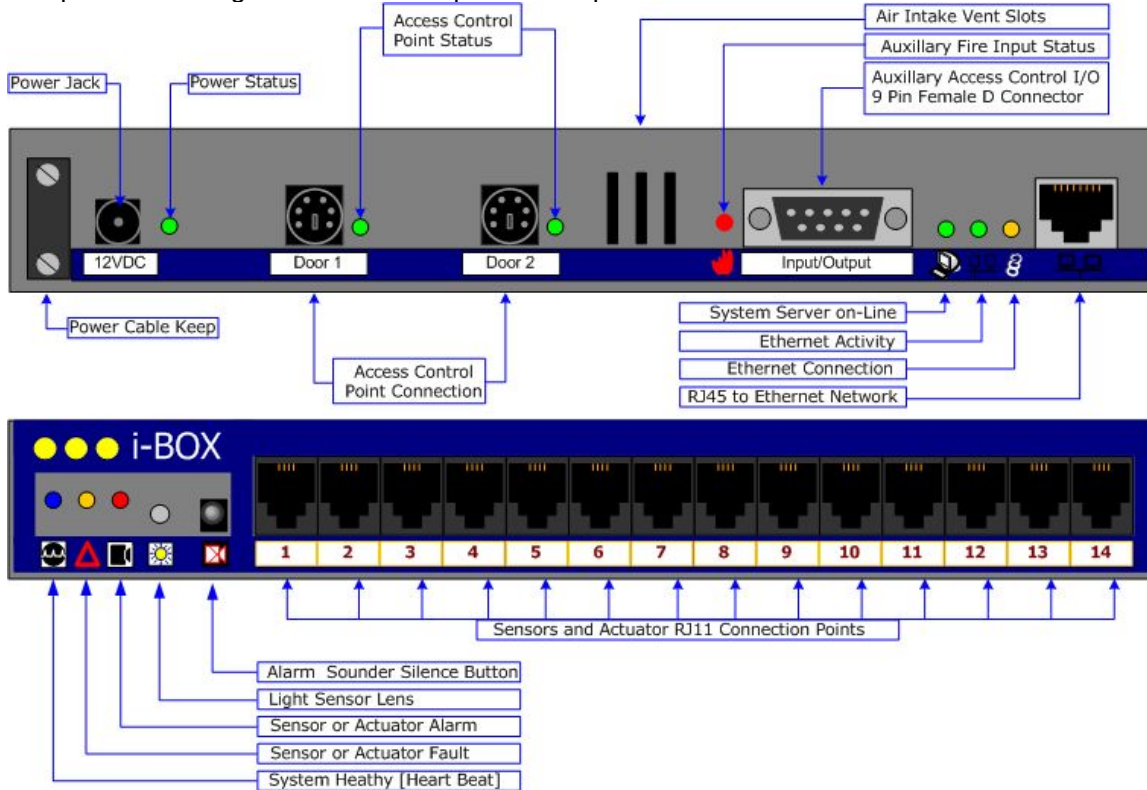 Access Control
Point Status
Air Intake Vent Slots
Auxillary Fire Input Status
Power Jack
Power Status
Auxillary Access Control I/O
9 Pin Female D Connector
12VDC
Door 1
Door 2
Input/Output
Power Cable Keep
System Server on-Line
Ethernet Activity
Access Control
Point Connection
Ethernet Connection
RJ45 to Ethernet Network
i-BOX
1 2 3 4 5 6 7 8 9 10 11 12 13 14
Sensors and Actuator RJ11 Connection Points
Alarm Sounder Silence Button
Light Sensor Lens
Sensor or Actuator Alarm
Sensor or Actuator Fault
System Heathy [Heart Beat]